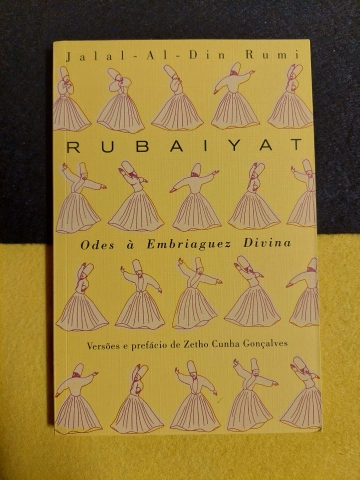 Jalal-Al-Din Rumi
RUBAIYAT
Odes à Embriaguez Divina
Versões e prefácio de Zetho Cunha Gonçalves